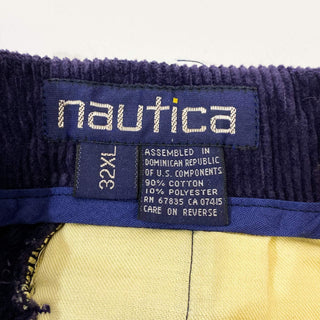 nautica
32XL
ASSEMBLED IN
DOMINICAN REPUBLIC
OF U.S. COMPONENTS
90% COTTON
10% POLYESTER
RN 67835 CA 07415
CARE ON REVERSE